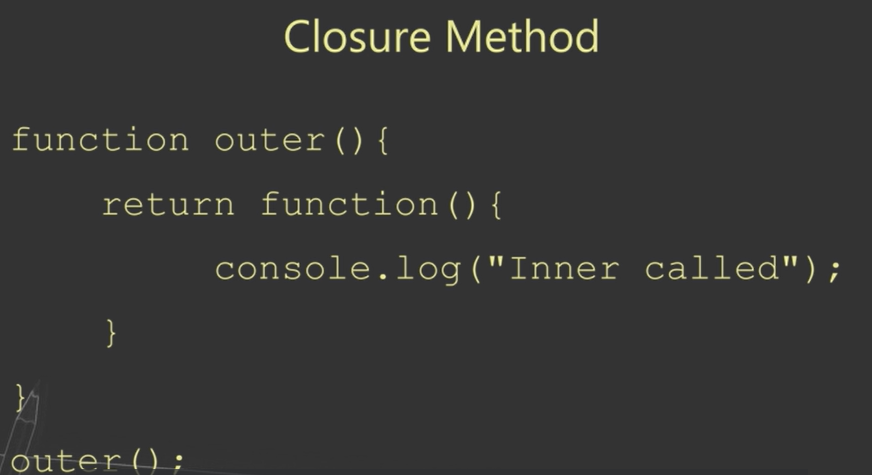 Closure Method
function outer(){
return function(){
console.log("Inner called");
}
}
outer();